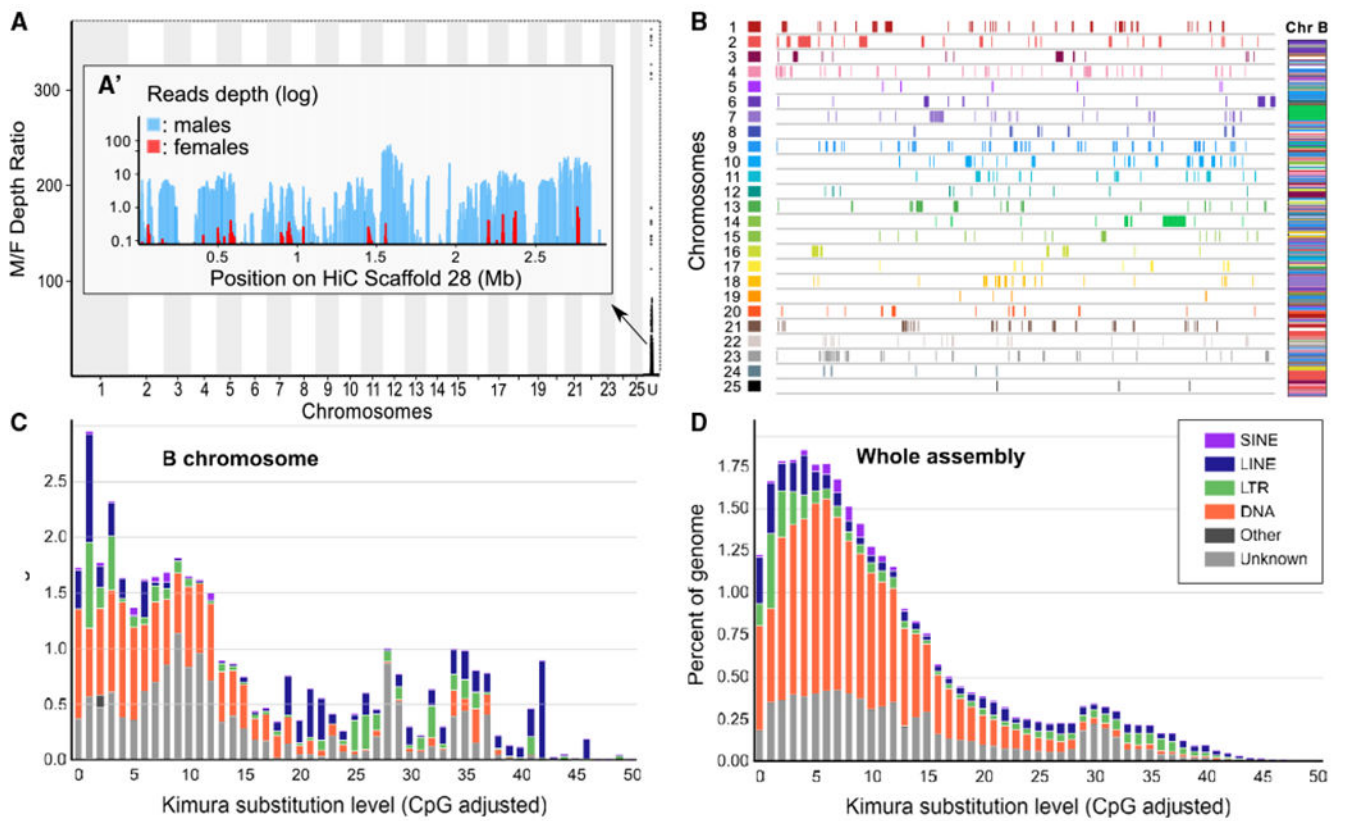 A
M/F Depth Ratio
300
200
100
A'
Reads depth (log)
: males
: females
100
10
1.0
0.1
0.5 1 1.5 2 2.5
Position on HiC Scaffold 28 (Mb)
1 2 3 4 5 6 7 8 9 10 11 12 13 14 15 17 19 21 23 25 U
Chromosomes
B
Chr B
Chromosomes
1
2
3
4
5
6
7
8
9
10
11
12
13
14
15
16
17
18
19
20
21
22
23
24
25
C
B chromosome
2.5
2.0
1.5
1.0
0.5
0.0
0 5 10 15 20 25 30 35 40 45 50
Kimura substitution level (CpG adjusted)
D
Whole assembly
SINE
LINE
LTR
DNA
Other
Unknown
Percent of genome
1.75
1.50
1.25
1.00
0.75
0.50
0.25
0.00
0 5 10 15 20 25 30 35 40 45 50
Kimura substitution level (CpG adjusted)